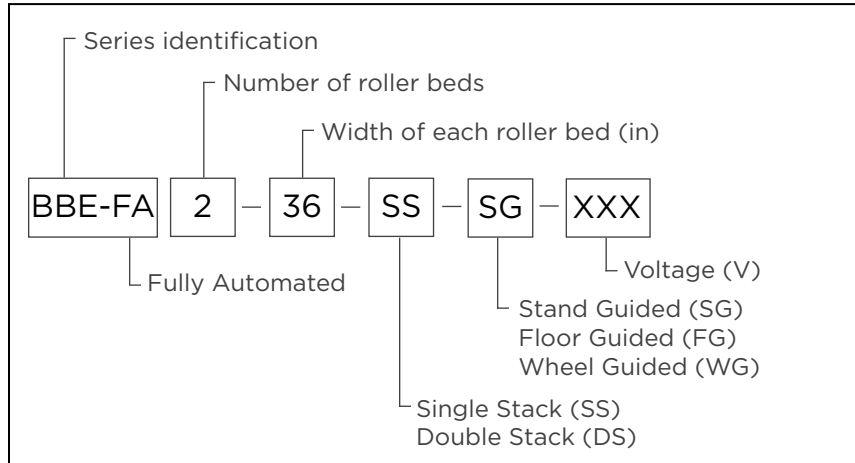 Series identification
Number of roller beds
Width of each roller bed (in)
BBE-FA 2 – 36 – SS – SG – XXX
Fully Automated
Voltage (V)
Stand Guided (SG)
Floor Guided (FG)
Wheel Guided (WG)
Single Stack (SS)
Double Stack (DS)